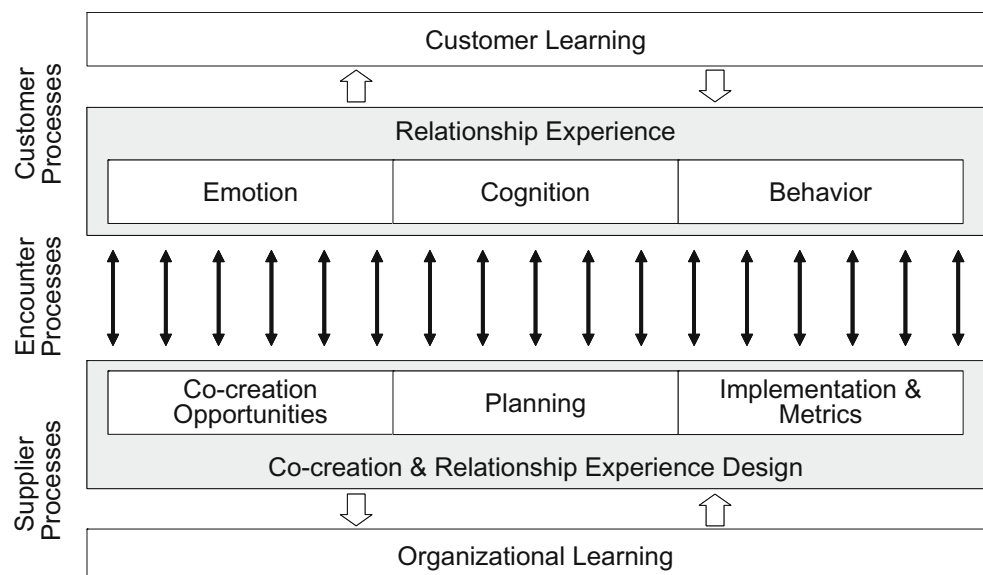 Customer Learning
Customer
Processes
Relationship Experience
Emotion
Cognition
Behavior
Encounter
Processes
Co-creation
Opportunities
Planning
Implementation &
Metrics
Supplier
Processes
Co-creation & Relationship Experience Design
Organizational Learning